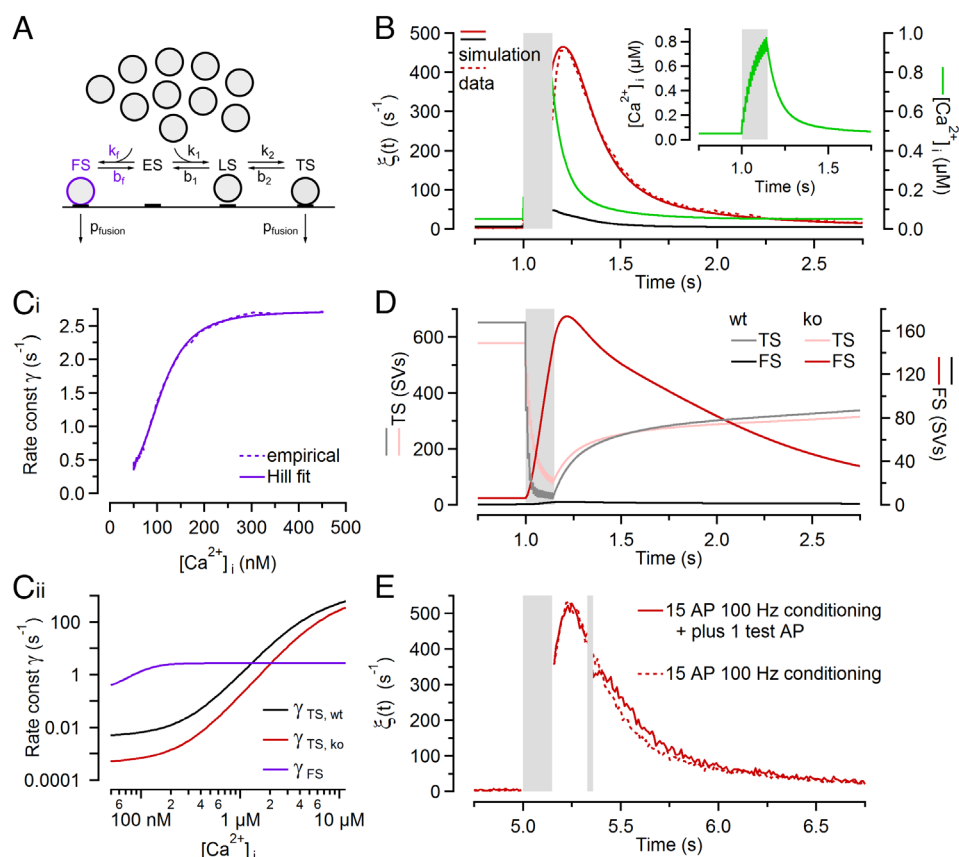 A
k_f k_1 k_2
FS ES LS TS
b_f b_1 b_2
p_fusion p_fusion
B
500
400
300
200
100
0
ξ(t) (s⁻¹)
simulation
data
1.0 1.5 2.0 2.5
Time (s)
1.0
0.8
0.6
0.4
0.2
0.0
[Ca²⁺]_i (μM)
0.8
0.6
0.4
0.2
0.0
[Ca²⁺]_i (μM)
1.0 1.5
Time (s)
Ci
2.5
2.0
1.5
1.0
0.5
0.0
Rate const γ (s⁻¹)
empirical
Hill fit
0 100 200 300 400 500
[Ca²⁺]_i (nM)
D
600
400
200
0
TS (SVs)
wt ko
TS TS
FS FS
160
120
80
40
0
FS (SVs)
1.0 1.5 2.0 2.5
Time (s)
Cii
100
1
0.01
0.0001
Rate const γ (s⁻¹)
γ TS, wt
γ TS, ko
γ FS
6 8 2 4 6 8 2 4 6 8
100 nM 1 μM 10 μM
[Ca²⁺]_i
E
500
400
300
200
100
0
ξ(t) (s⁻¹)
15 AP 100 Hz conditioning
+ plus 1 test AP
15 AP 100 Hz conditioning
5.0 5.5 6.0 6.5
Time (s)